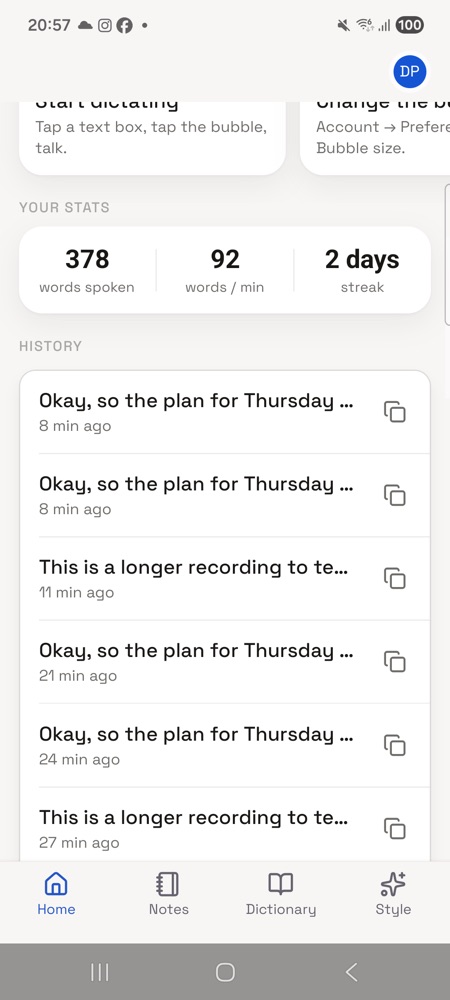 20:57
100
DP
Start dictating
Tap a text box, tap the bubble,
talk.
Change the b
Account → Prefere
Bubble size.
YOUR STATS
378
words spoken
92
words / min
2 days
streak
HISTORY
Okay, so the plan for Thursday ...
8 min ago
Okay, so the plan for Thursday ...
8 min ago
This is a longer recording to te...
11 min ago
Okay, so the plan for Thursday ...
21 min ago
Okay, so the plan for Thursday ...
24 min ago
This is a longer recording to te...
27 min ago
Home
Notes
Dictionary
Style